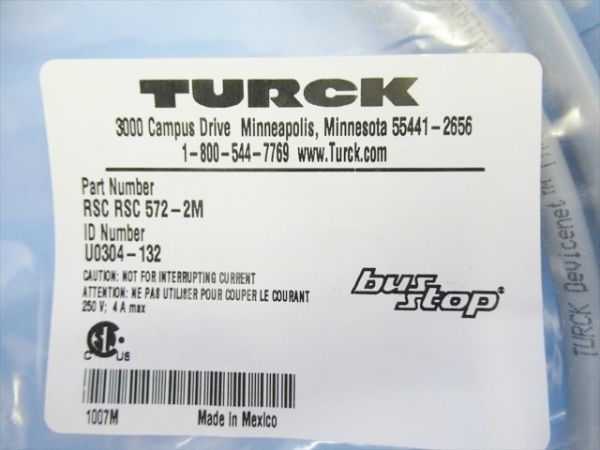 TURCK
3000 Campus Drive Minneapolis, Minnesota 55441-2656
1-800-544-7769 www.Turck.com
Part Number
RSC RSC 572-2M
ID Number
U0304-132
CAUTION: NOT FOR INTERRUPTING CURRENT
ATTENTION: NE PAS UTILISER POUR COUPER LE COURANT
250 V; 4 A max
bus stop®
C US
1007M Made in Mexico
TURCK Devicenet TM